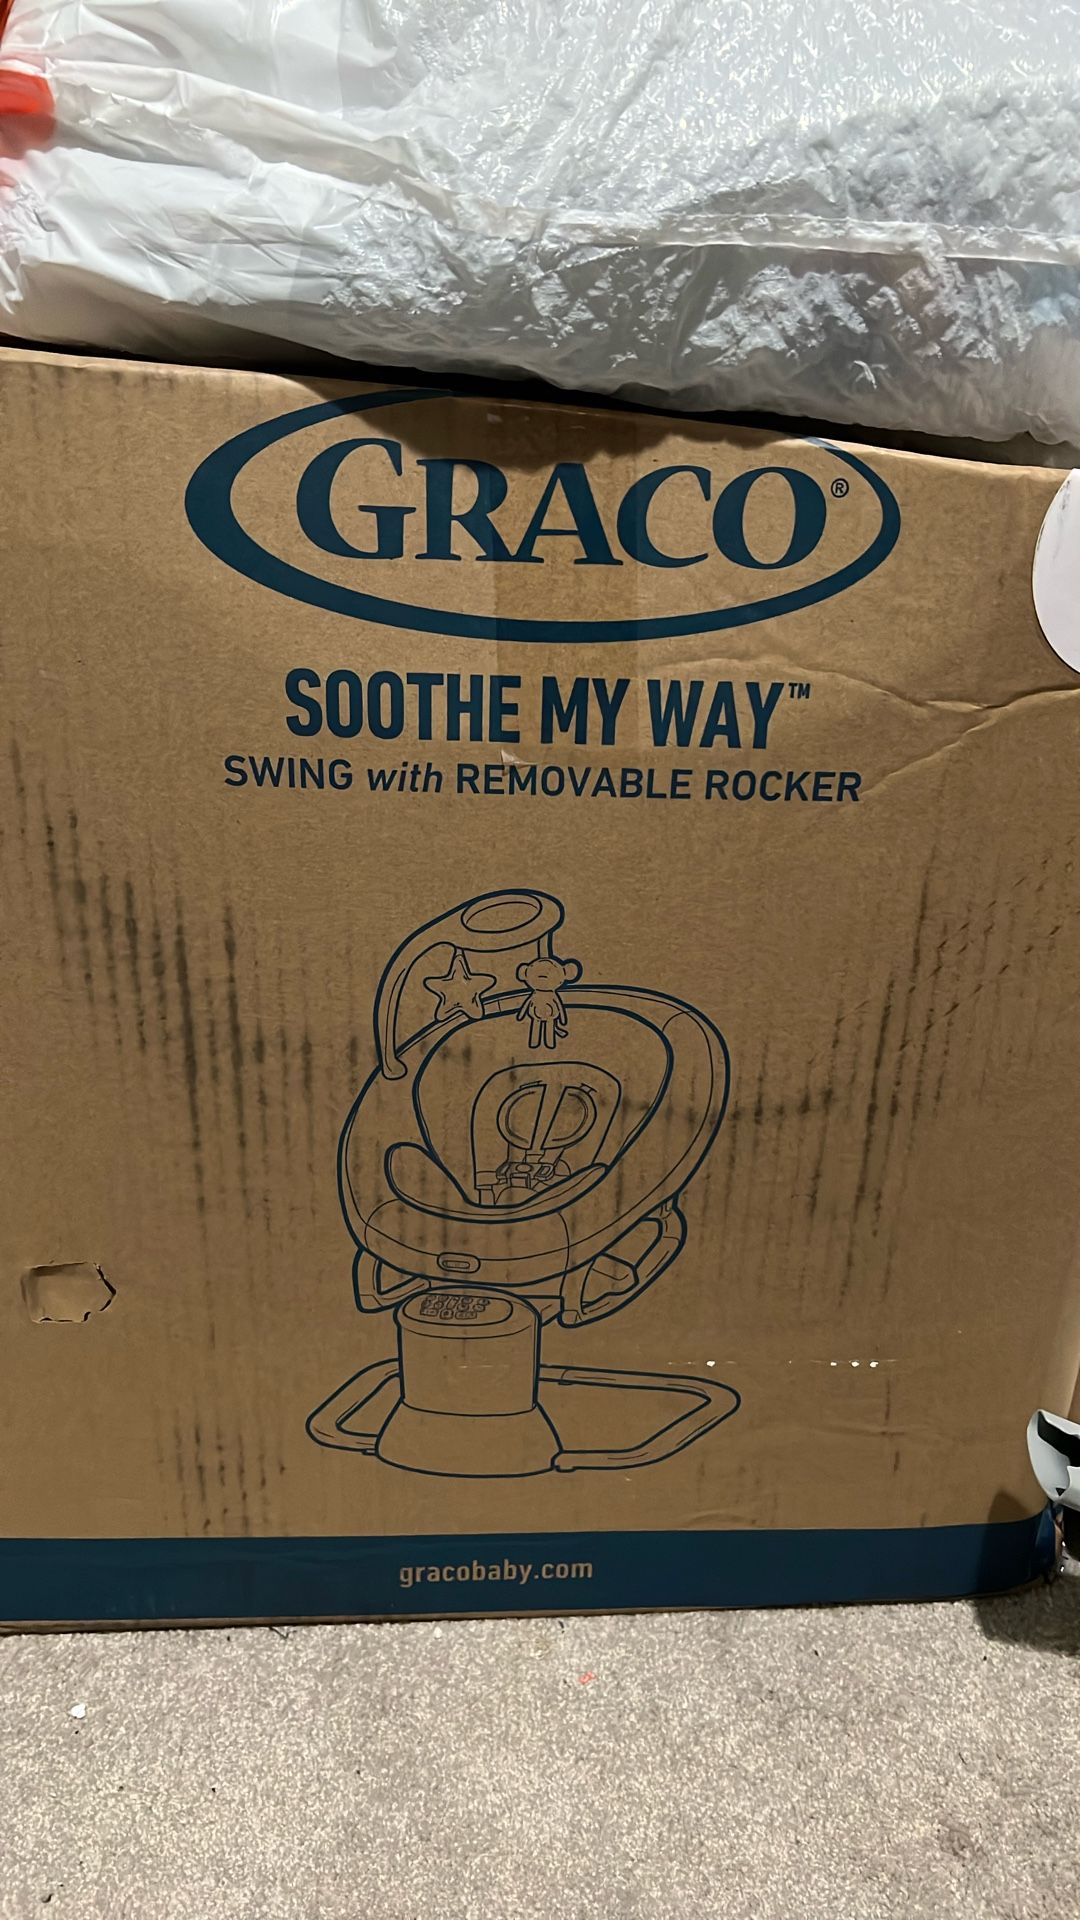 GRACO®
SOOTHE MY WAY™
SWING with REMOVABLE ROCKER
gracobaby.com